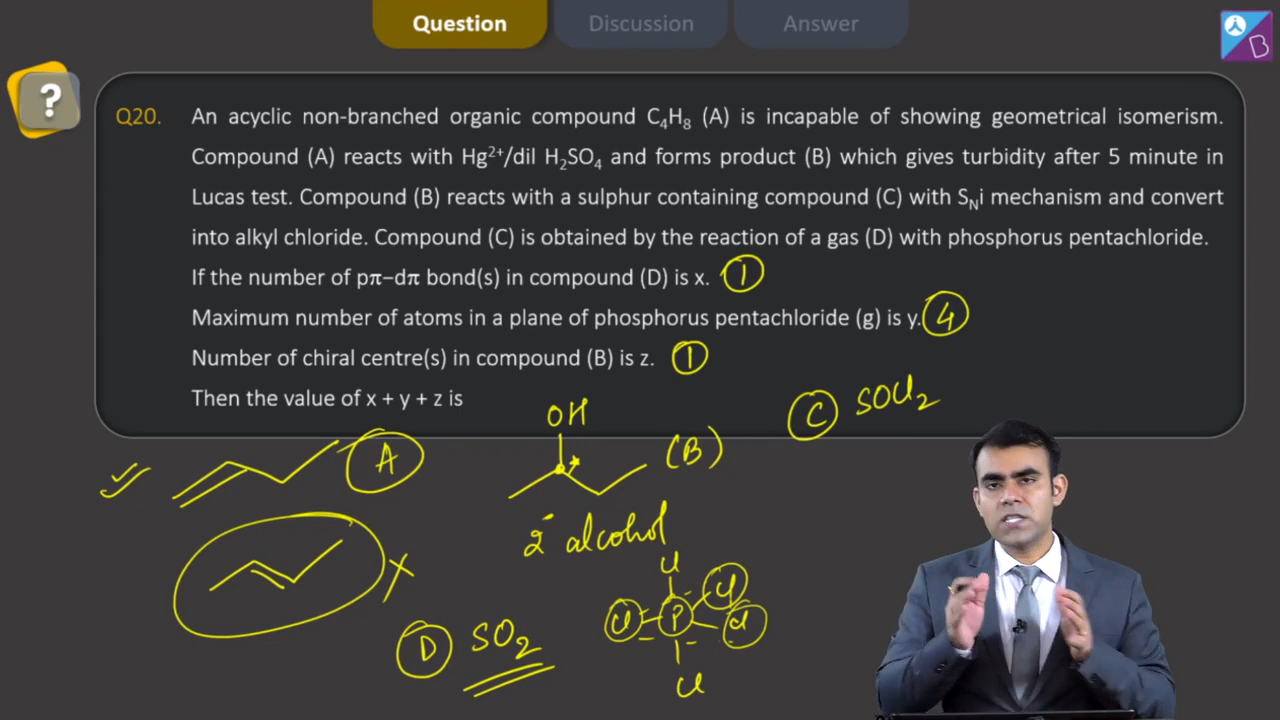 Question
Discussion
Answer
?
B
Q20. An acyclic non-branched organic compound C₄H₈ (A) is incapable of showing geometrical isomerism.
Compound (A) reacts with Hg²⁺/dil H₂SO₄ and forms product (B) which gives turbidity after 5 minute in
Lucas test. Compound (B) reacts with a sulphur containing compound (C) with SNi mechanism and convert
into alkyl chloride. Compound (C) is obtained by the reaction of a gas (D) with phosphorus pentachloride.
If the number of pπ−dπ bond(s) in compound (D) is x. 1
Maximum number of atoms in a plane of phosphorus pentachloride (g) is y. 4
Number of chiral centre(s) in compound (B) is z. 1
Then the value of x + y + z is
C SOCl₂
OH
A
*
(B)
2° alcohol
X
D SO₂
Cl
Cl P Cl
Cl
Cl